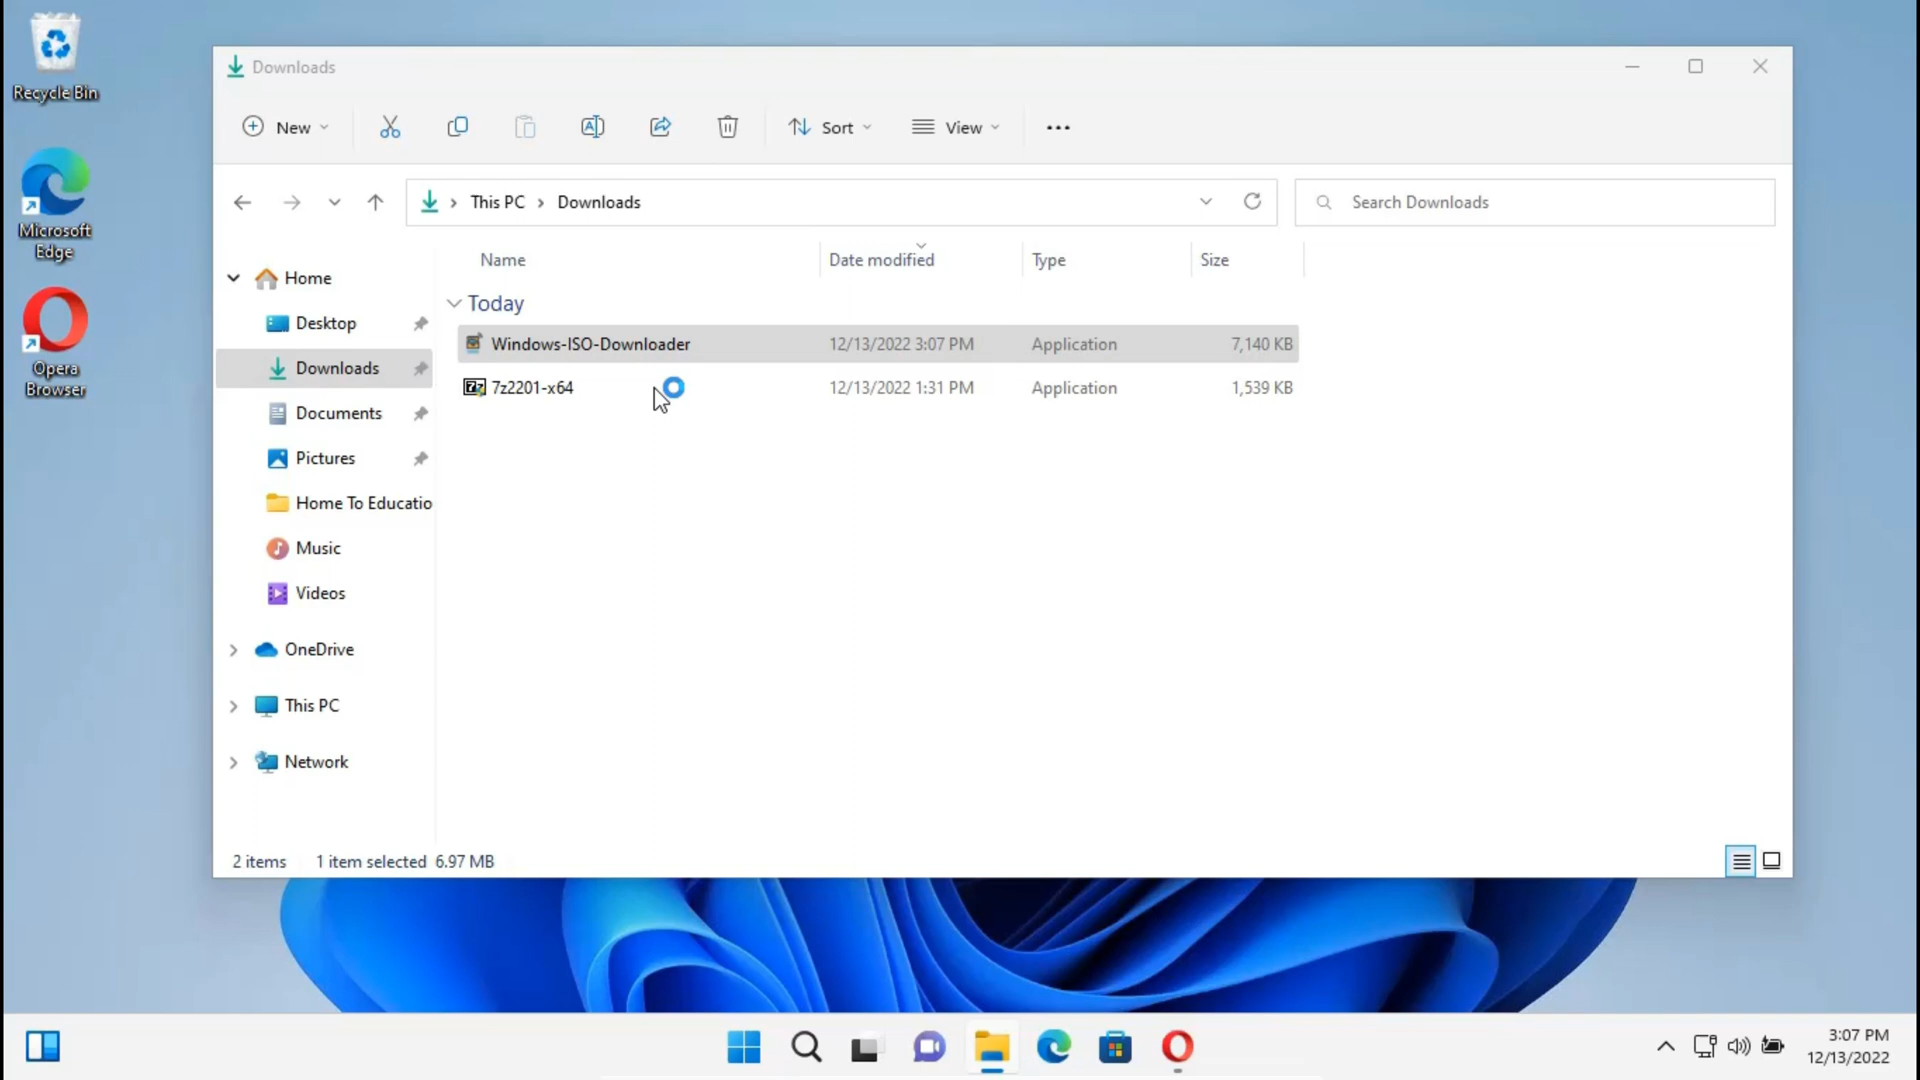 Recycle Bin
Microsoft
Edge
Opera
Browser
Downloads
New
Sort
View
This PC
Downloads
Search Downloads
Name
Date modified
Type
Size
Home
Desktop
Downloads
Documents
Pictures
Home To Educatio
Music
Videos
OneDrive
This PC
Network
Today
Windows-ISO-Downloader 12/13/2022 3:07 PM Application 7,140 KB
7z2201-x64 12/13/2022 1:31 PM Application 1,539 KB
2 items 1 item selected 6.97 MB
3:07 PM
12/13/2022